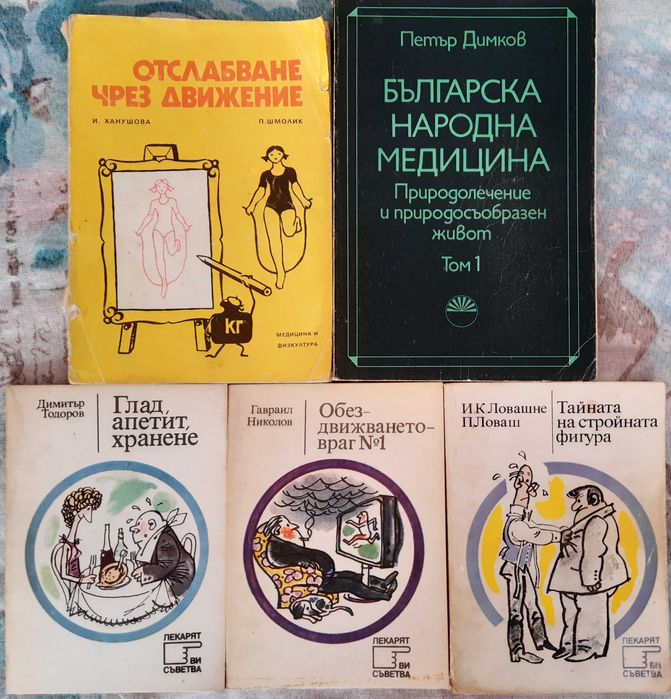 ОТСЛАБВАНЕ
ЧРЕЗ ДВИЖЕНИЕ
И. ХАНУШОВА П. ШМОЛИК
КГ
МЕДИЦИНА И
ФИЗКУЛТУРА
Петър Димков
БЪЛГАРСКА
НАРОДНА
МЕДИЦИНА
Природолечение
и природосъобразен
живот
Том 1
Димитър
Тодоров
Глад,
апетит,
хранене
ЛЕКАРЯТ
ВИ
СЪВЕТВА
Гавраил
Николов
Обез-
движването-
враг №1
ЛЕКАРЯТ
ВИ
СЪВЕТВА
И.К Ловашне
П.Ловаш
Тайната
на стройната
фигура
ЛЕКАРЯТ
ВИ
СЪВЕТВА